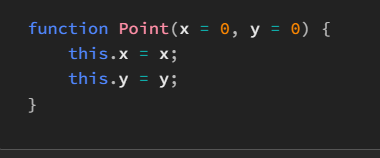 function Point(x = 0, y = 0) {
    this.x = x;
    this.y = y;
}